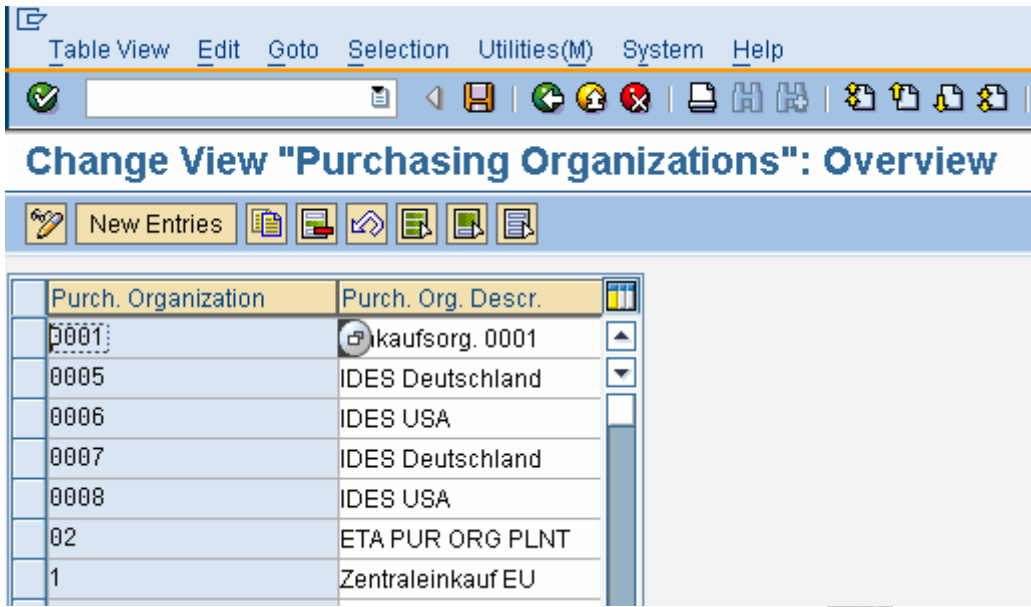 Table View Edit Goto Selection Utilities(M) System Help
Change View "Purchasing Organizations": Overview
New Entries
Purch. Organization Purch. Org. Descr.
0001 kaufsorg. 0001
0005 IDES Deutschland
0006 IDES USA
0007 IDES Deutschland
0008 IDES USA
02 ETA PUR ORG PLNT
1 Zentraleinkauf EU